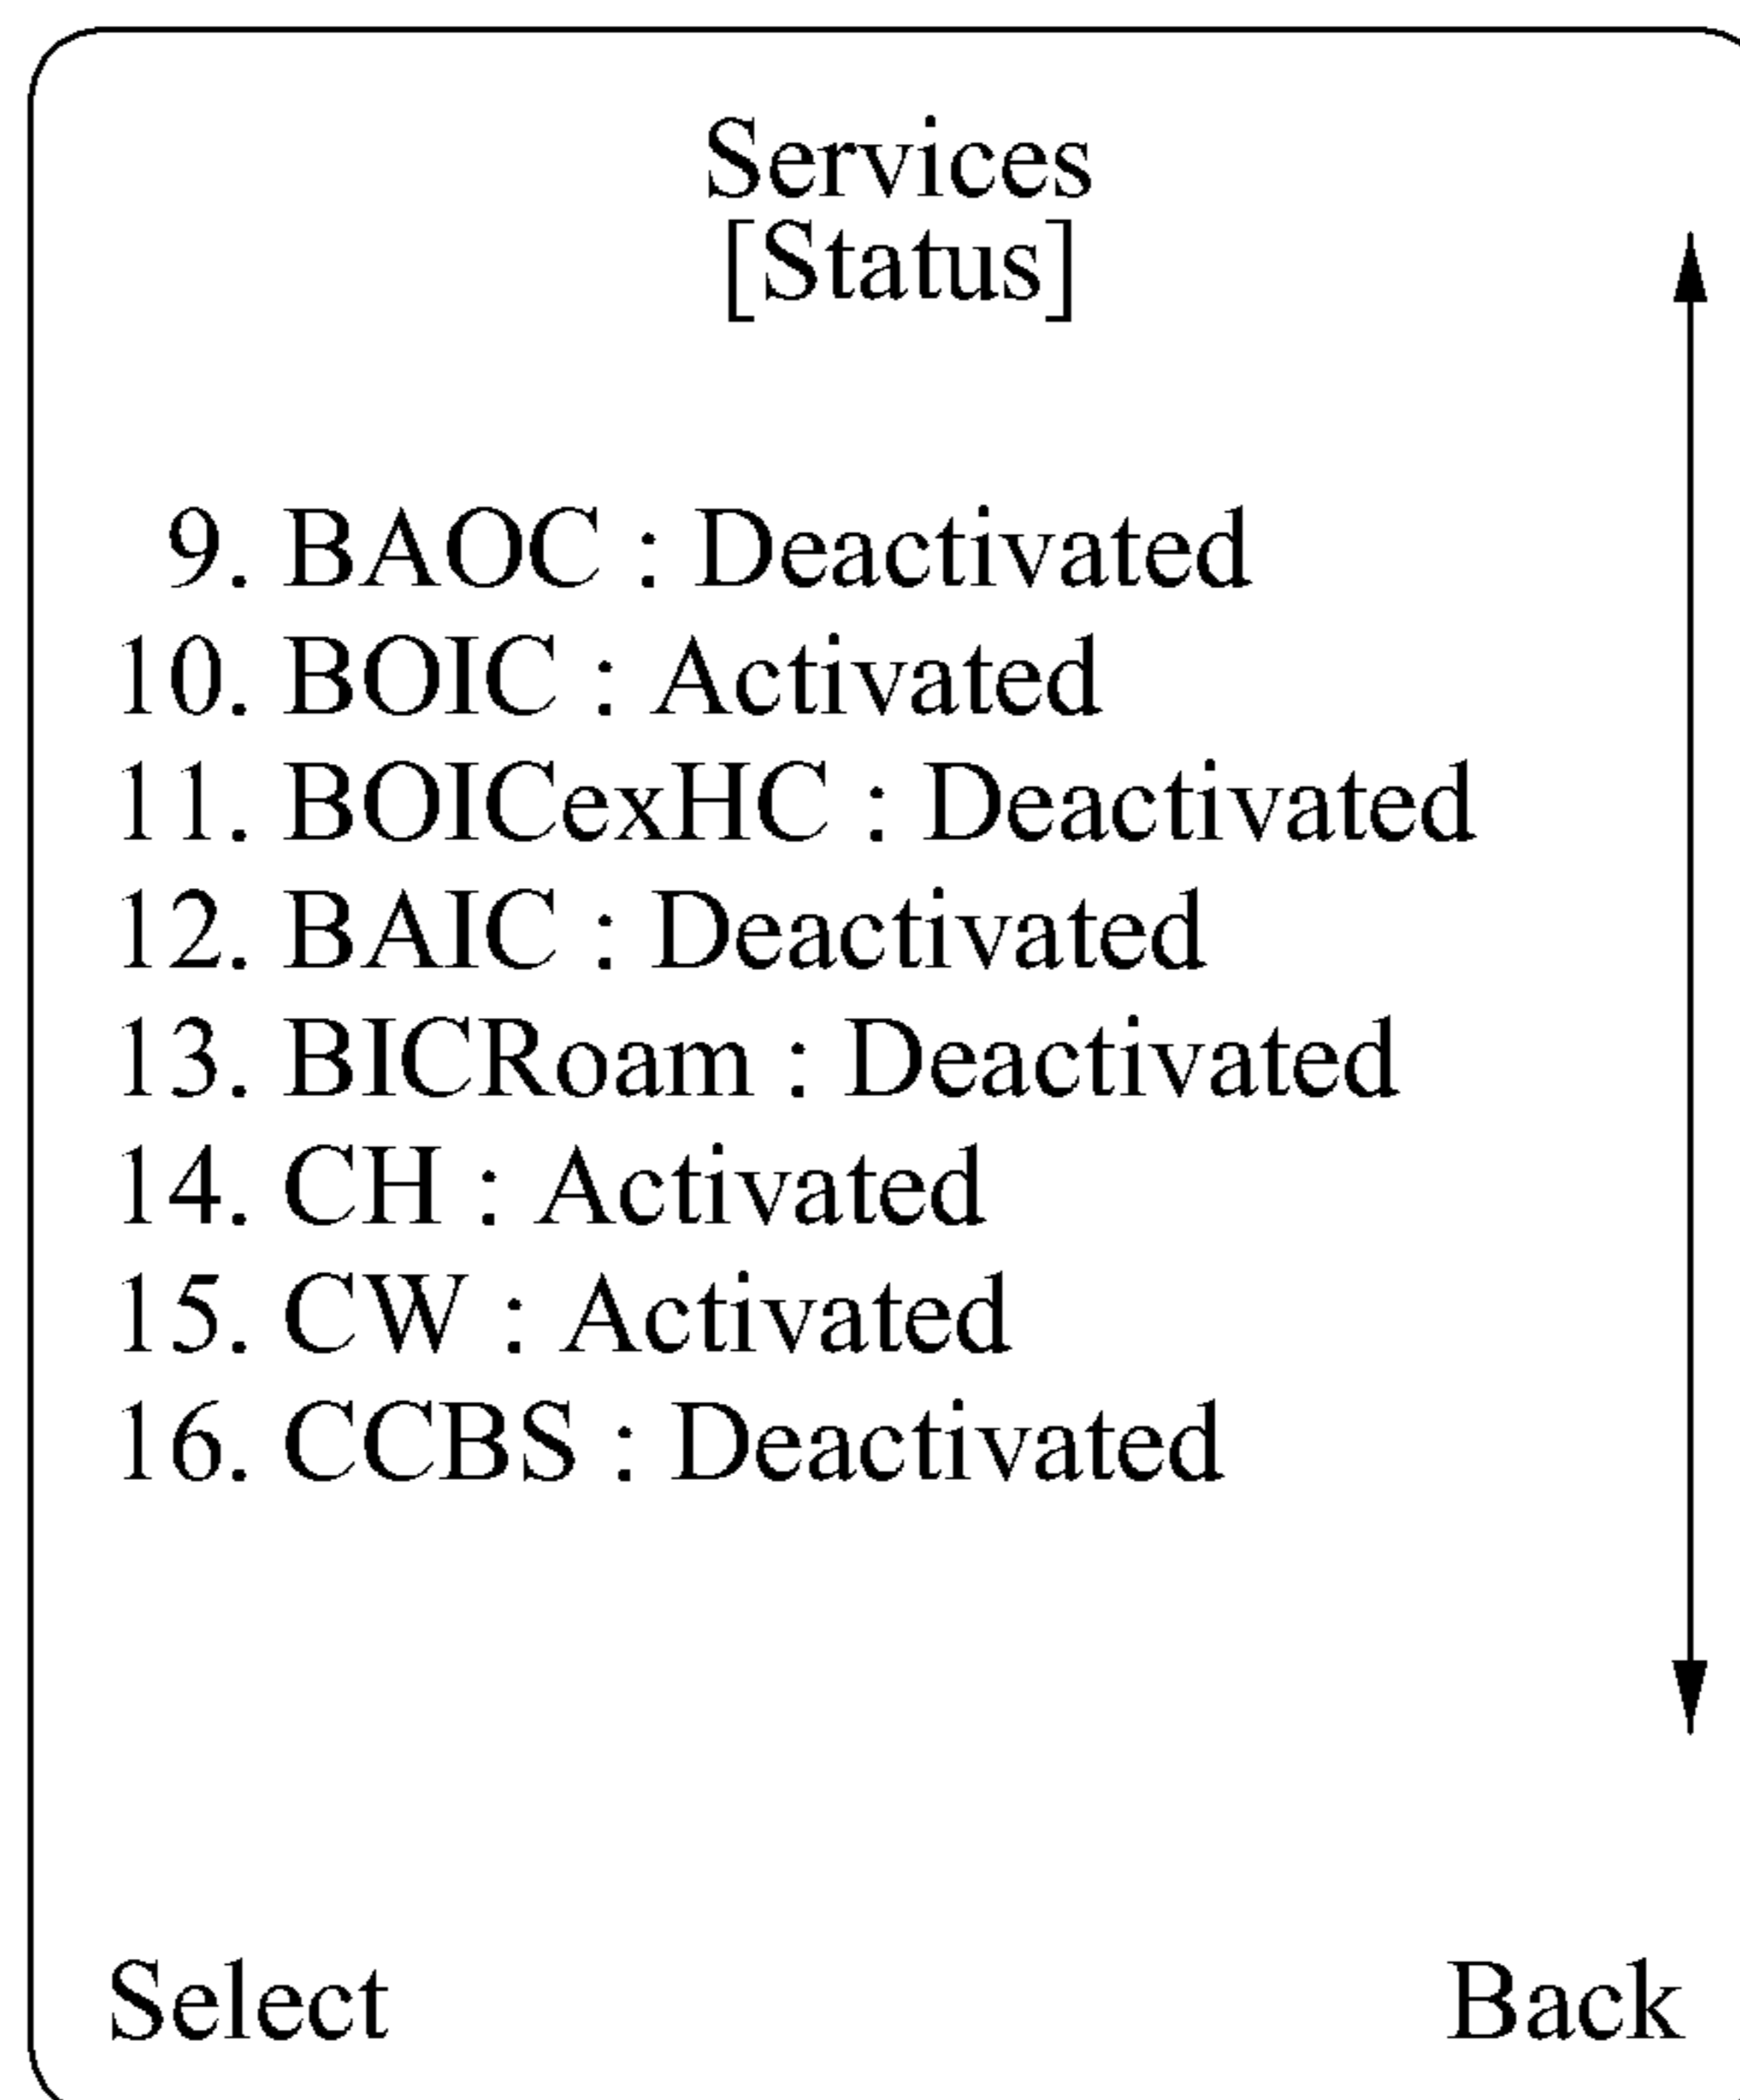 Services
[Status]
9. BAOC : Deactivated
10. BOIC : Activated
11. BOICexHC : Deactivated
12. BAIC : Deactivated
13. BICRoam : Deactivated
14. CH : Activated
15. CW : Activated
16. CCBS : Deactivated
Select Back